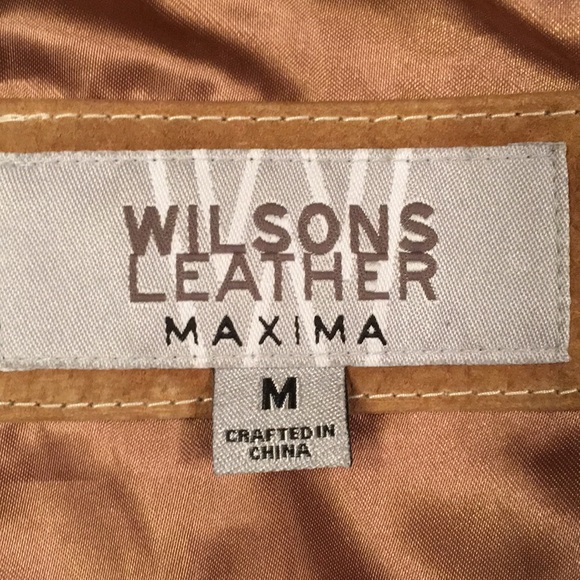 WILSONS
LEATHER
MAXIMA
M
CRAFTED IN
CHINA